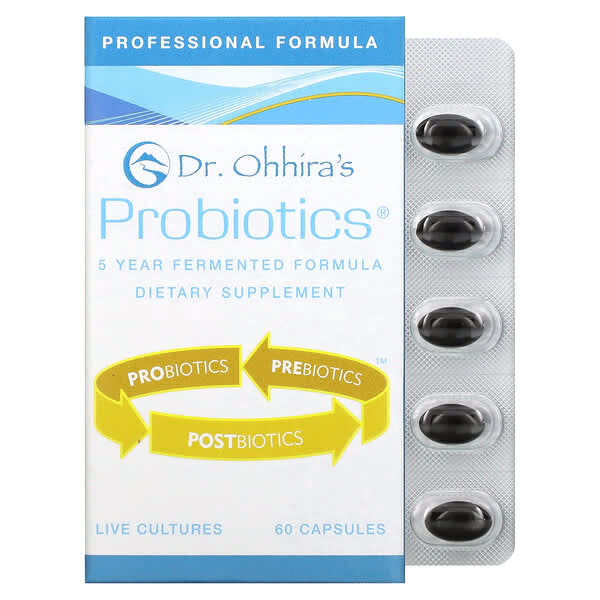 PROFESSIONAL FORMULA
Dr. Ohhira's
Probiotics®
5 YEAR FERMENTED FORMULA
DIETARY SUPPLEMENT
PROBIOTICS PREBIOTICS ™
POSTBIOTICS
LIVE CULTURES 60 CAPSULES